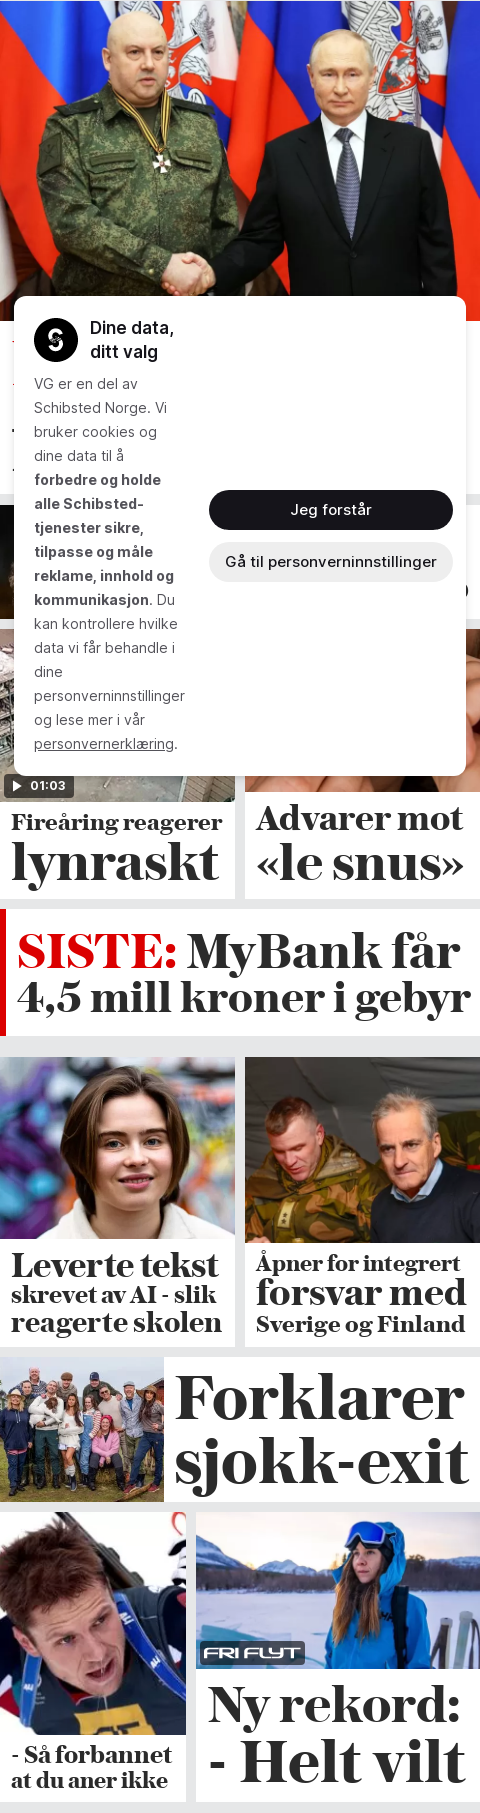 Dine data,
ditt valg
VG er en del av
Schibsted Norge. Vi
bruker cookies og
dine data til å
forbedre og holde
alle Schibsted-
tjenester sikre,
tilpasse og måle
reklame, innhold og
kommunikasjon. Du
kan kontrollere hvilke
data vi får behandle i
dine
personverninnstillinger
og lese mer i vår
personvernerklæring.
Jeg forstår
Gå til personverninnstillinger
01:03
Fireåring reagerer
lynraskt
Advarer mot
«le snus»
SISTE: MyBank får
4,5 mill kroner i gebyr
Leverte tekst
skrevet av AI - slik
reagerte skolen
Åpner for integrert
forsvar med
Sverige og Finland
Forklarer
sjokk-exit
- Så forbannet
at du aner ikke
FRI FLYT
Ny rekord:
- Helt vilt